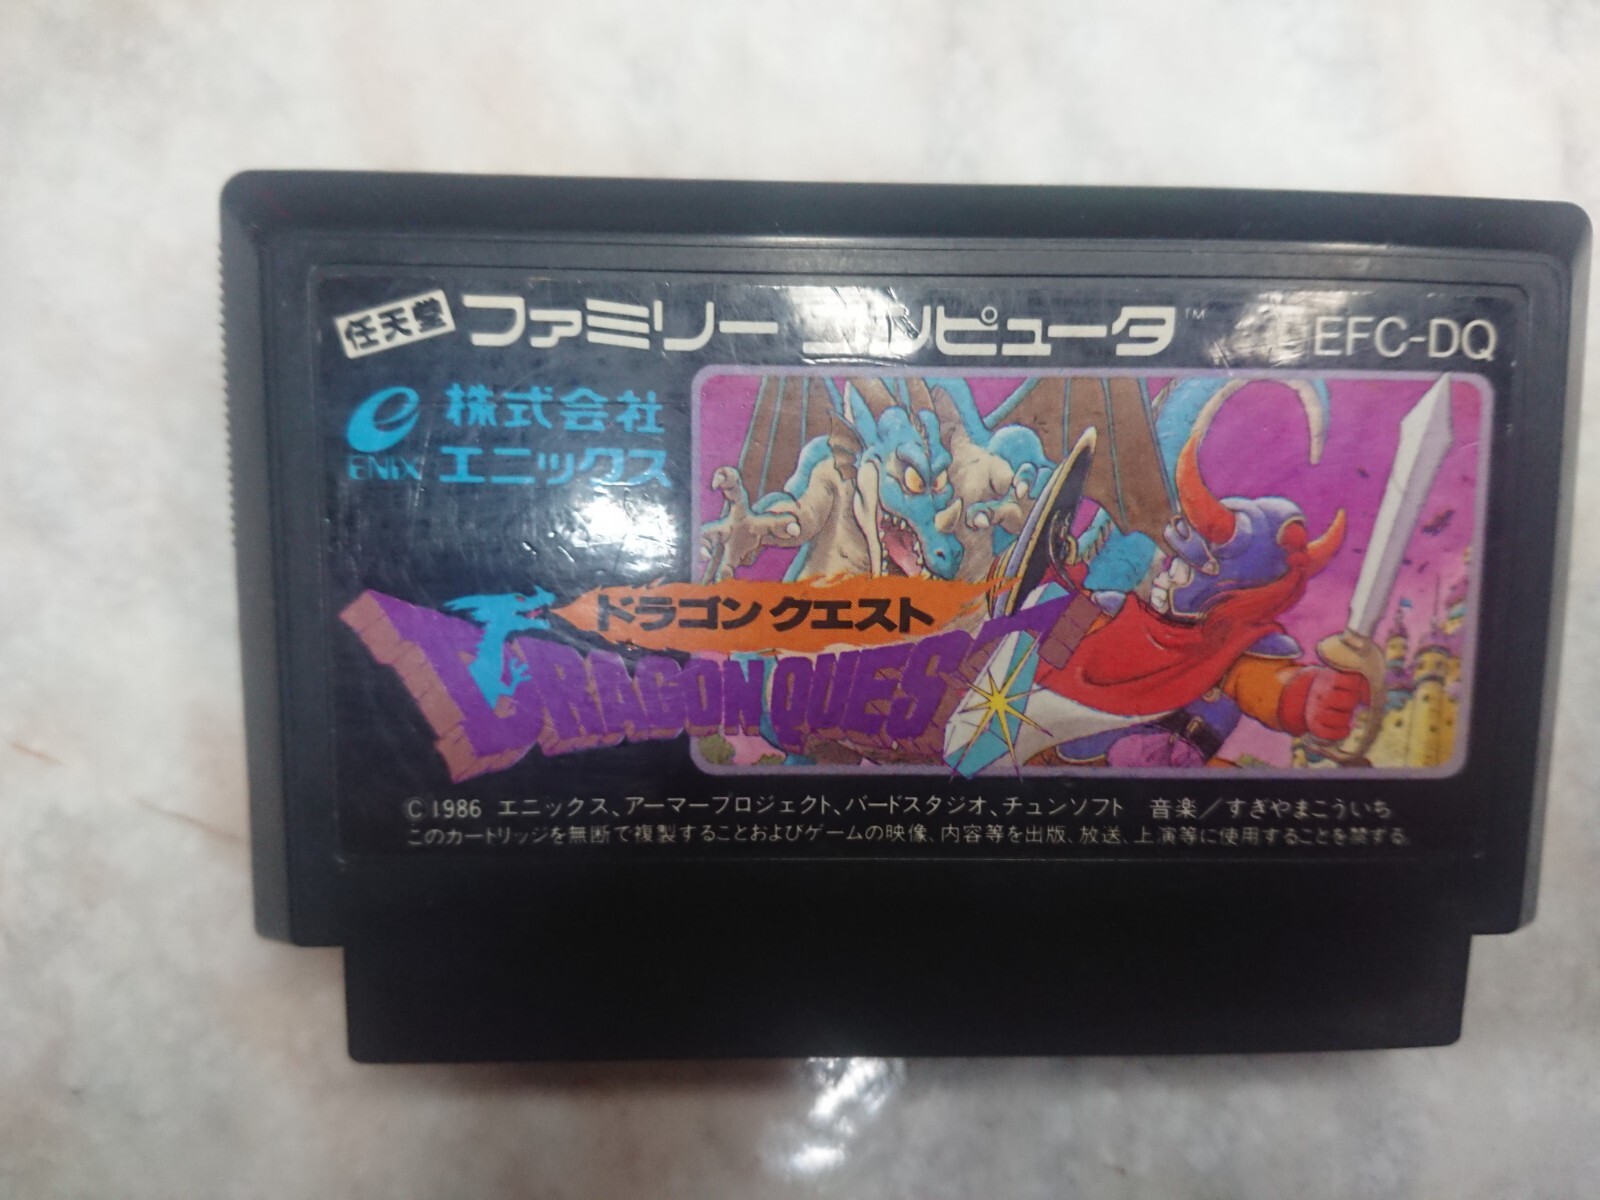 任天堂 ファミリー コンピュータ™ EFC-DQ
株式会社
ENIX エニックス
ドラゴン クエスト
DRAGON QUEST
© 1986 エニックス、アーマープロジェクト、バードスタジオ、チュンソフト 音楽／すぎやまこういち
このカートリッジを無断で複製することおよびゲームの映像、内容等を出版、放送、上演等に使用することを禁する。